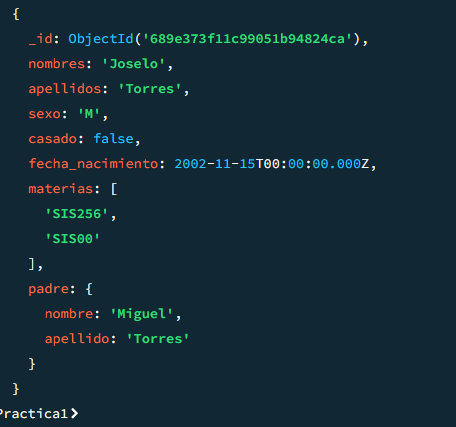 {
_id: ObjectId('689e373f11c99051b94824ca'),
nombres: 'Joselo',
apellidos: 'Torres',
sexo: 'M',
casado: false,
fecha_nacimiento: 2002-11-15T00:00:00.000Z,
materias: [
'SIS256',
'SIS00'
],
padre: {
nombre: 'Miguel',
apellido: 'Torres'
}
}
Practica1>